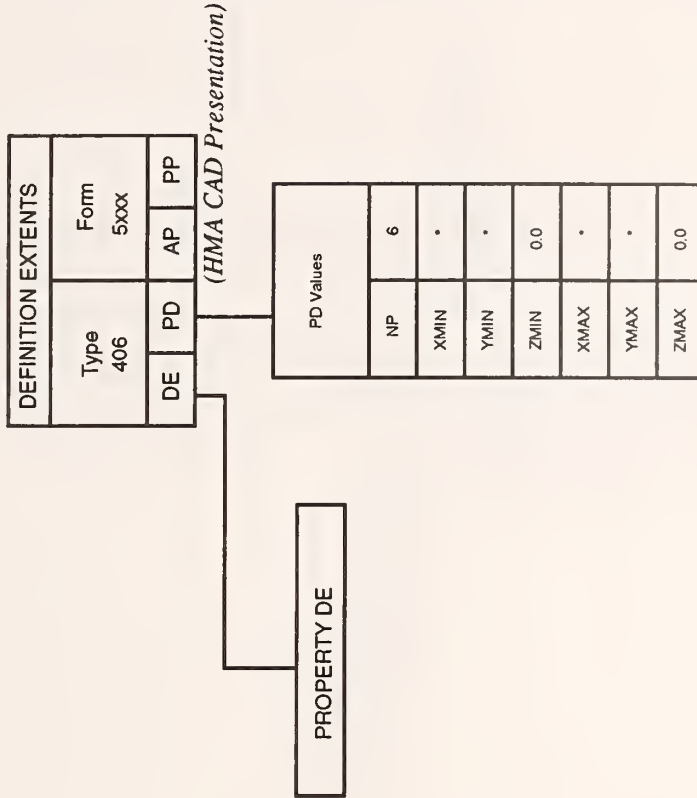 DEFINITION EXTENTS
Type
406
Form
5xxx
DE PD AP PP
(HMA CAD Presentation)
PROPERTY DE
PD Values
NP 6
XMIN *
YMIN *
ZMIN 0.0
XMAX *
YMAX *
ZMAX 0.0